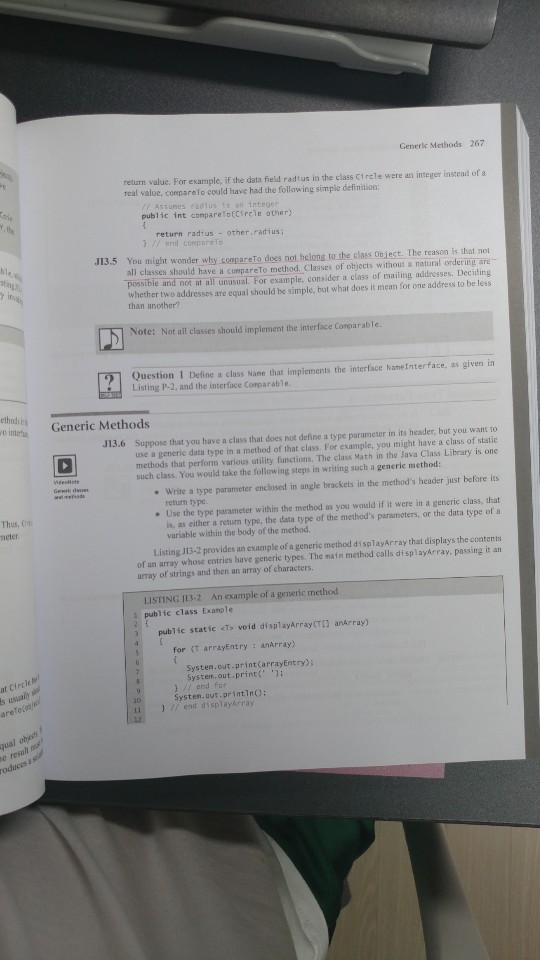 Generic Methods 267
return value. For example, if the data field radius in the class Circle were an integer instead of a
real value, compareTo could have had the following simple definition:
// Assumes radius is an integer
public int compareTo(Circle other)
{
return radius - other.radius;
} // end compareTo
JI3.5 You might wonder why compareTo does not belong to the class Object. The reason is that not
all classes should have a compareTo method. Classes of objects without a natural ordering are
possible and not at all unusual. For example, consider a class of mailing addresses. Deciding
whether two addresses are equal should be simple, but what does it mean for one address to be less
than another?
Note: Not all classes should implement the interface Comparable.
? Question 1 Define a class Name that implements the interface NameInterface, as given in
Listing P-2, and the interface Comparable.
Generic Methods
JI3.6 Suppose that you have a class that does not define a type parameter in its header, but you want to
use a generic data type in a method of that class. For example, you might have a class of static
methods that perform various utility functions. The class Math in the Java Class Library is one
such class. You would take the following steps in writing such a generic method:
VideoNote
Generic classes
and methods
• Write a type parameter enclosed in angle brackets in the method's header just before its
return type.
• Use the type parameter within the method as you would if it were in a generic class, that
is, as either a return type, the data type of the method's parameters, or the data type of a
variable within the body of the method.
Listing JI3-2 provides an example of a generic method displayArray that displays the contents
of an array whose entries have generic types. The main method calls displayArray, passing it an
array of strings and then an array of characters.
LISTING JI3-2 An example of a generic method
1 public class Example
2 {
3 public static <T> void displayArray(T[] anArray)
4 {
5 for (T arrayEntry : anArray)
6 {
7 System.out.print(arrayEntry);
8 System.out.print(' ');
9 } // end for
10 System.out.println();
11 } // end displayArray
12